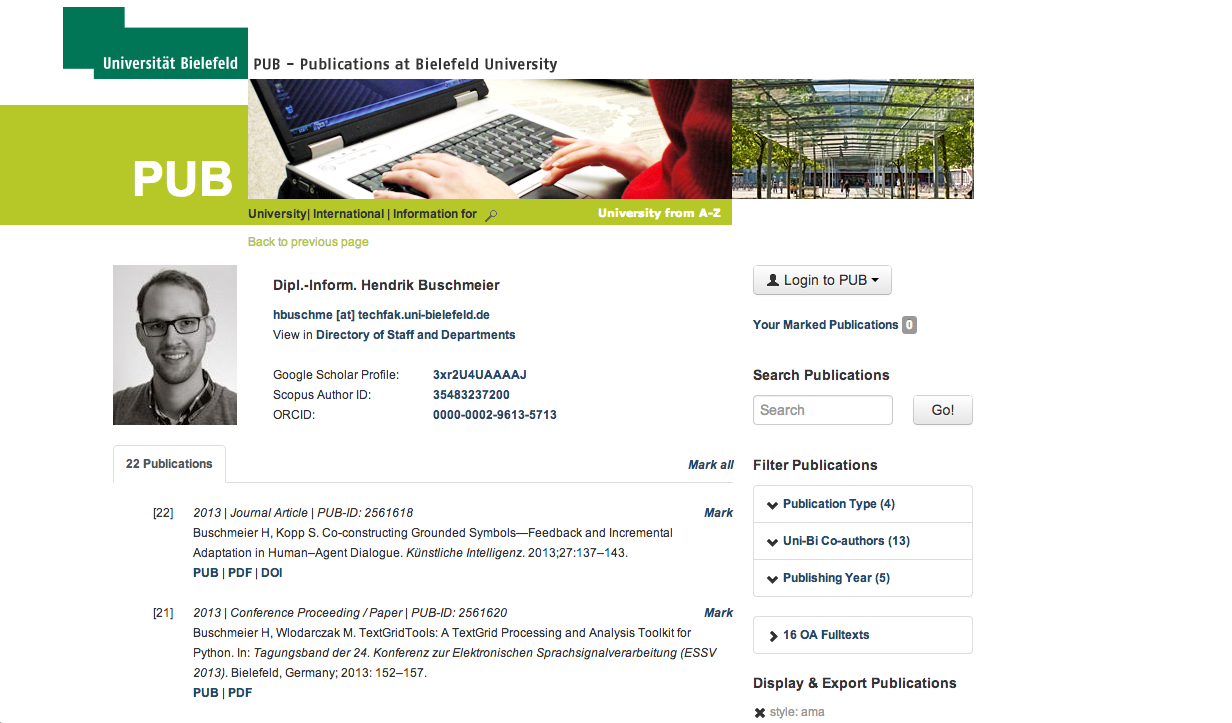 Universität Bielefeld
PUB – Publications at Bielefeld University
PUB
University| International | Information for
University from A-Z
Back to previous page
Dipl.-Inform. Hendrik Buschmeier
hbuschme [at] techfak.uni-bielefeld.de
View in Directory of Staff and Departments
Google Scholar Profile: 3xr2U4UAAAAJ
Scopus Author ID: 35483237200
ORCID: 0000-0002-9613-5713
22 Publications
Mark all
[22] 2013 | Journal Article | PUB-ID: 2561618 Mark
Buschmeier H, Kopp S. Co-constructing Grounded Symbols—Feedback and Incremental
Adaptation in Human–Agent Dialogue. Künstliche Intelligenz. 2013;27:137–143.
PUB | PDF | DOI
[21] 2013 | Conference Proceeding / Paper | PUB-ID: 2561620 Mark
Buschmeier H, Wlodarczak M. TextGridTools: A TextGrid Processing and Analysis Toolkit for
Python. In: Tagungsband der 24. Konferenz zur Elektronischen Sprachsignalverarbeitung (ESSV
2013). Bielefeld, Germany; 2013: 152–157.
PUB | PDF
Login to PUB
Your Marked Publications 0
Search Publications
Search Go!
Filter Publications
Publication Type (4)
Uni-Bi Co-authors (13)
Publishing Year (5)
16 OA Fulltexts
Display & Export Publications
style: ama